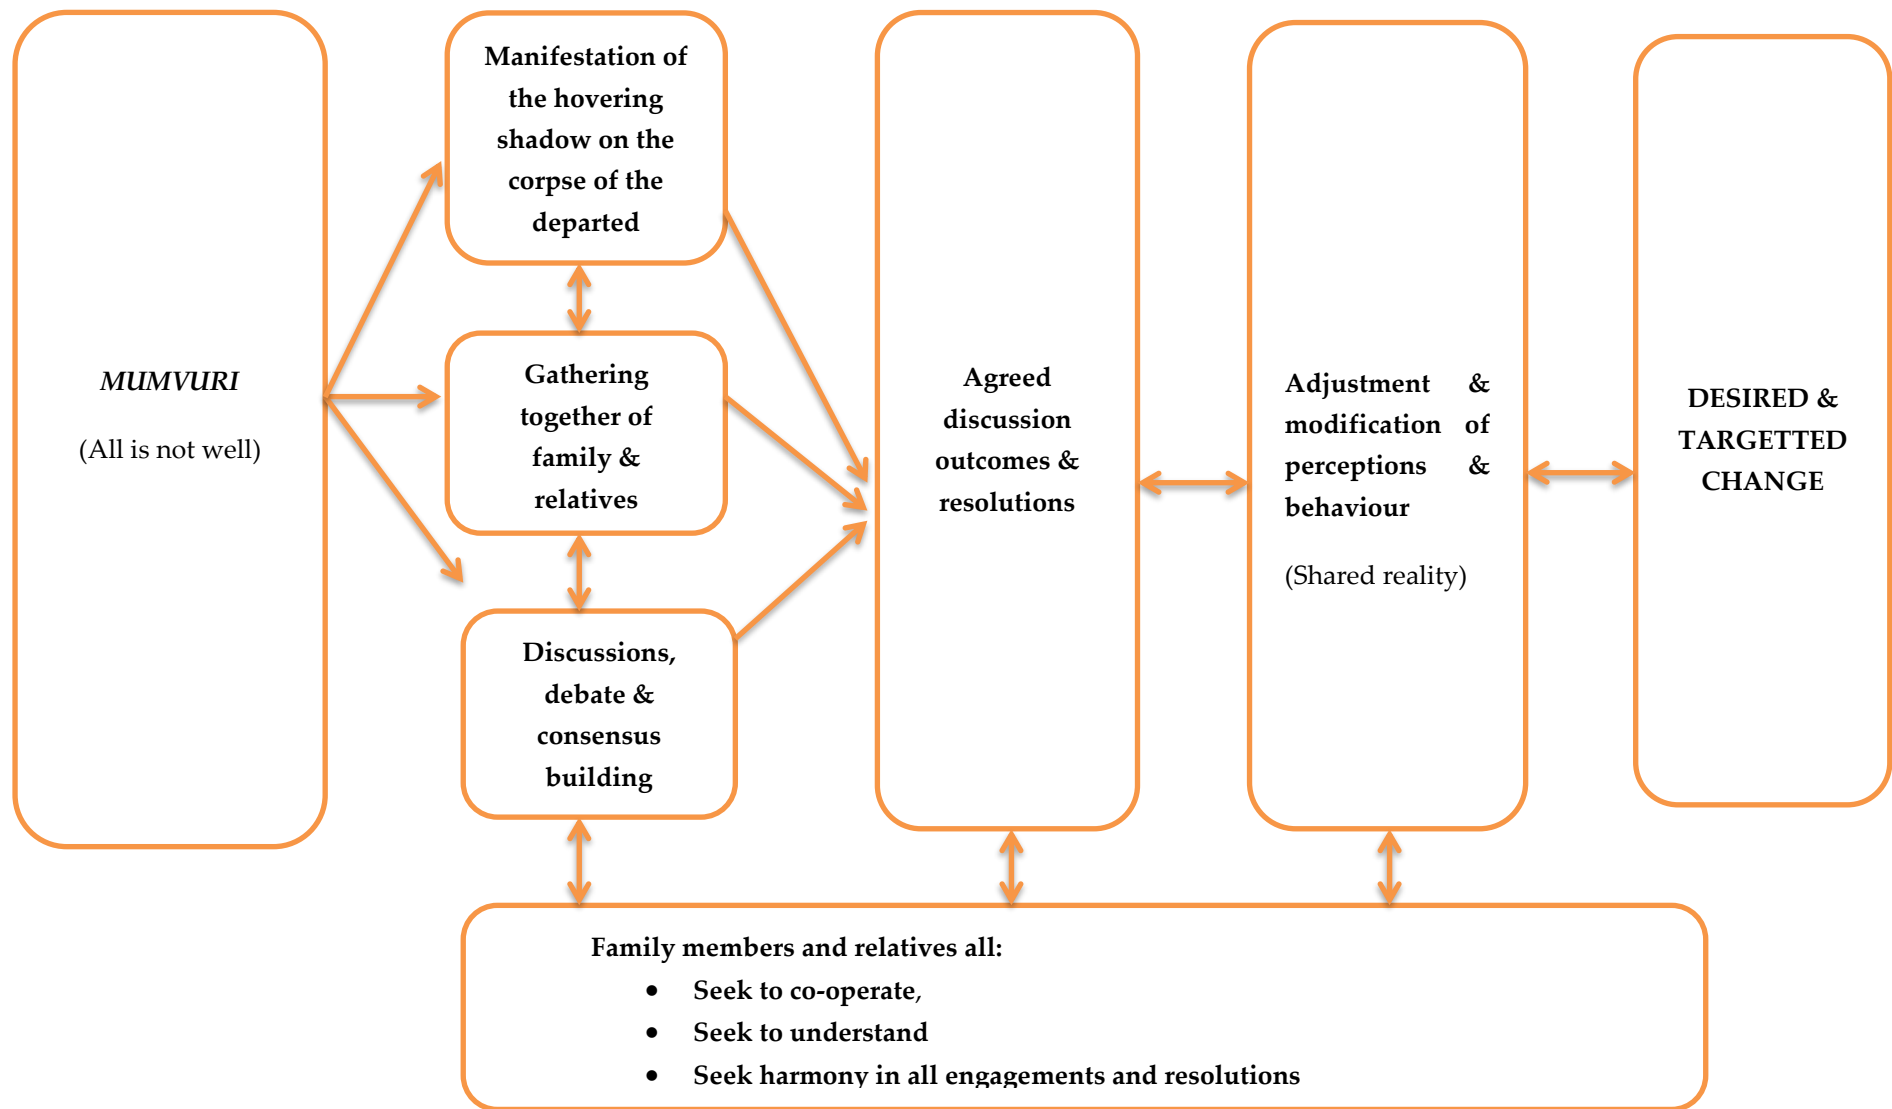 MUMVURI
(All is not well)
Manifestation of
the hovering
shadow on the
corpse of the
departed
Gathering
together of
family &
relatives
Discussions,
debate &
consensus
building
Agreed
discussion
outcomes &
resolutions
Adjustment &
modification of
perceptions &
behaviour
(Shared reality)
DESIRED &
TARGETTED
CHANGE
Family members and relatives all:
• Seek to co-operate,
• Seek to understand
• Seek harmony in all engagements and resolutions